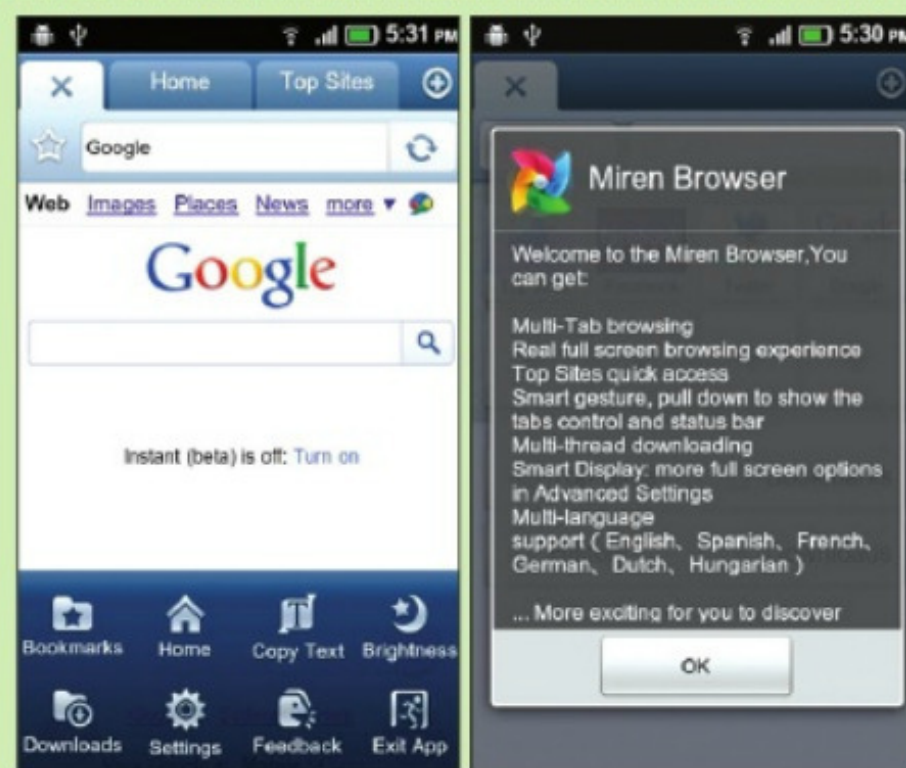 5:31 PM
Home
Top Sites
Google
Web Images Places News more
Google
Instant (beta) is off: Turn on
Bookmarks Home Copy Text Brightness
Downloads Settings Feedback Exit App
5:30 PM
Miren Browser
Welcome to the Miren Browser,You
can get:
Multi-Tab browsing
Real full screen browsing experience
Top Sites quick access
Smart gesture, pull down to show the
tabs control and status bar
Multi-thread downloading
Smart Display: more full screen options
in Advanced Settings
Multi-language
support ( English、Spanish、French、
German、Dutch、Hungarian )
... More exciting for you to discover
OK